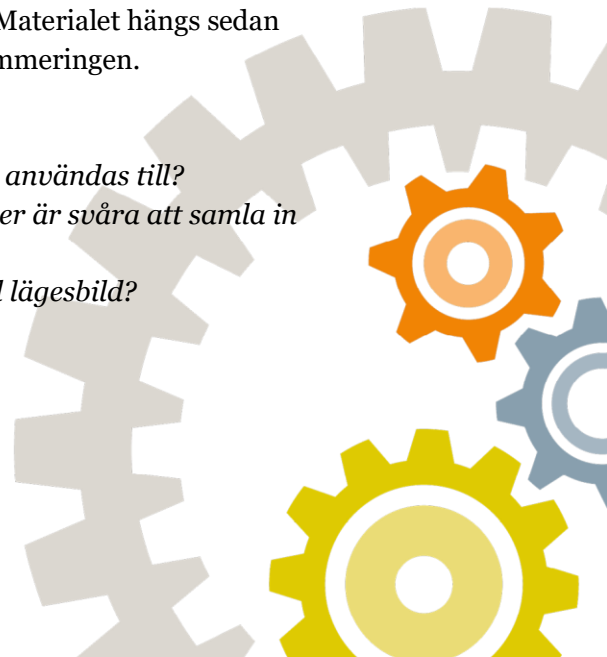 Materialet hängs sedan
mmeringen.
användas till?
er är svåra att samla in
l lägesbild?